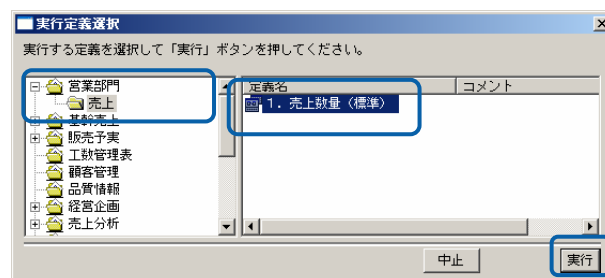 実行定義選択
実行する定義を選択して「実行」ボタンを押してください。
営業部門
売上
基幹売上
販売予実
工数管理表
顧客管理
品質情報
経営企画
売上分析
定義名 コメント
1. 売上数量（標準）
中止 実行